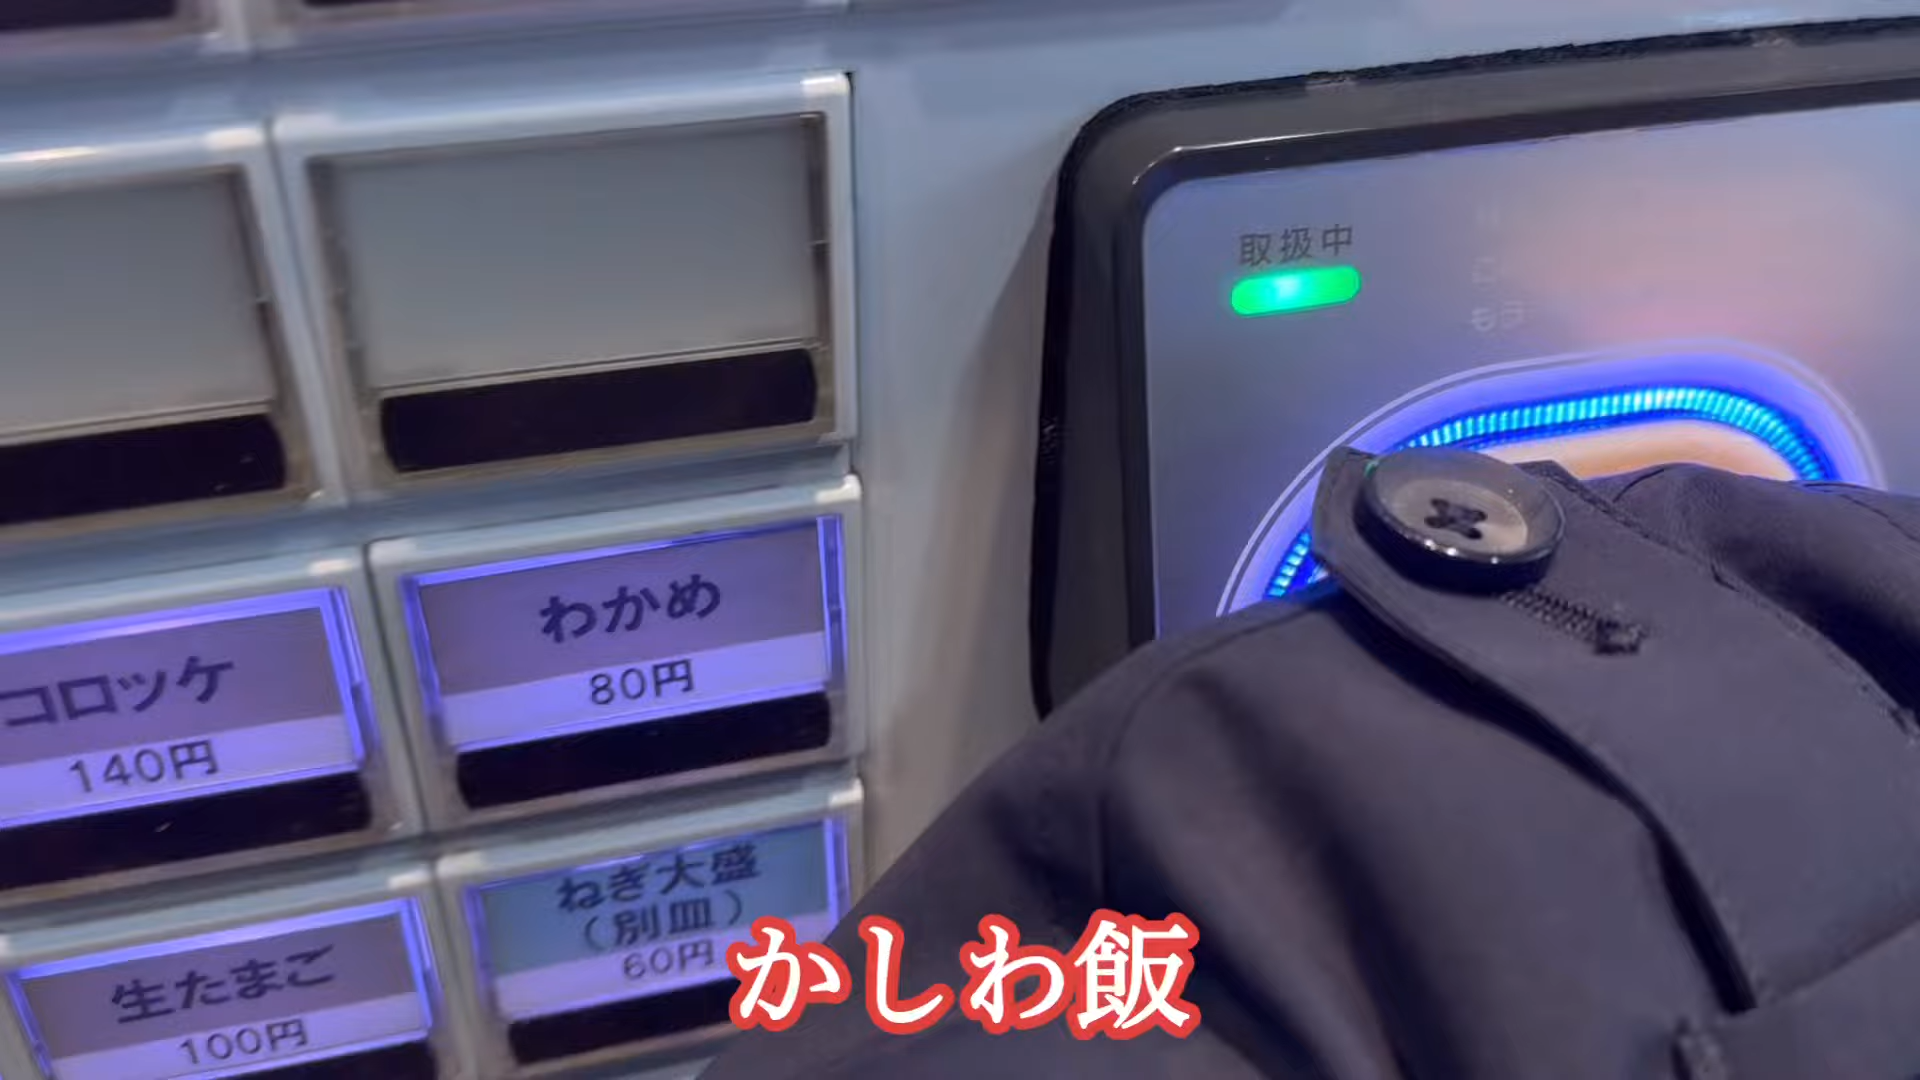 取扱中
わかめ
80円
コロッケ
140円
ねぎ大盛
（別皿）
60円
生たまご
100円
かしわ飯